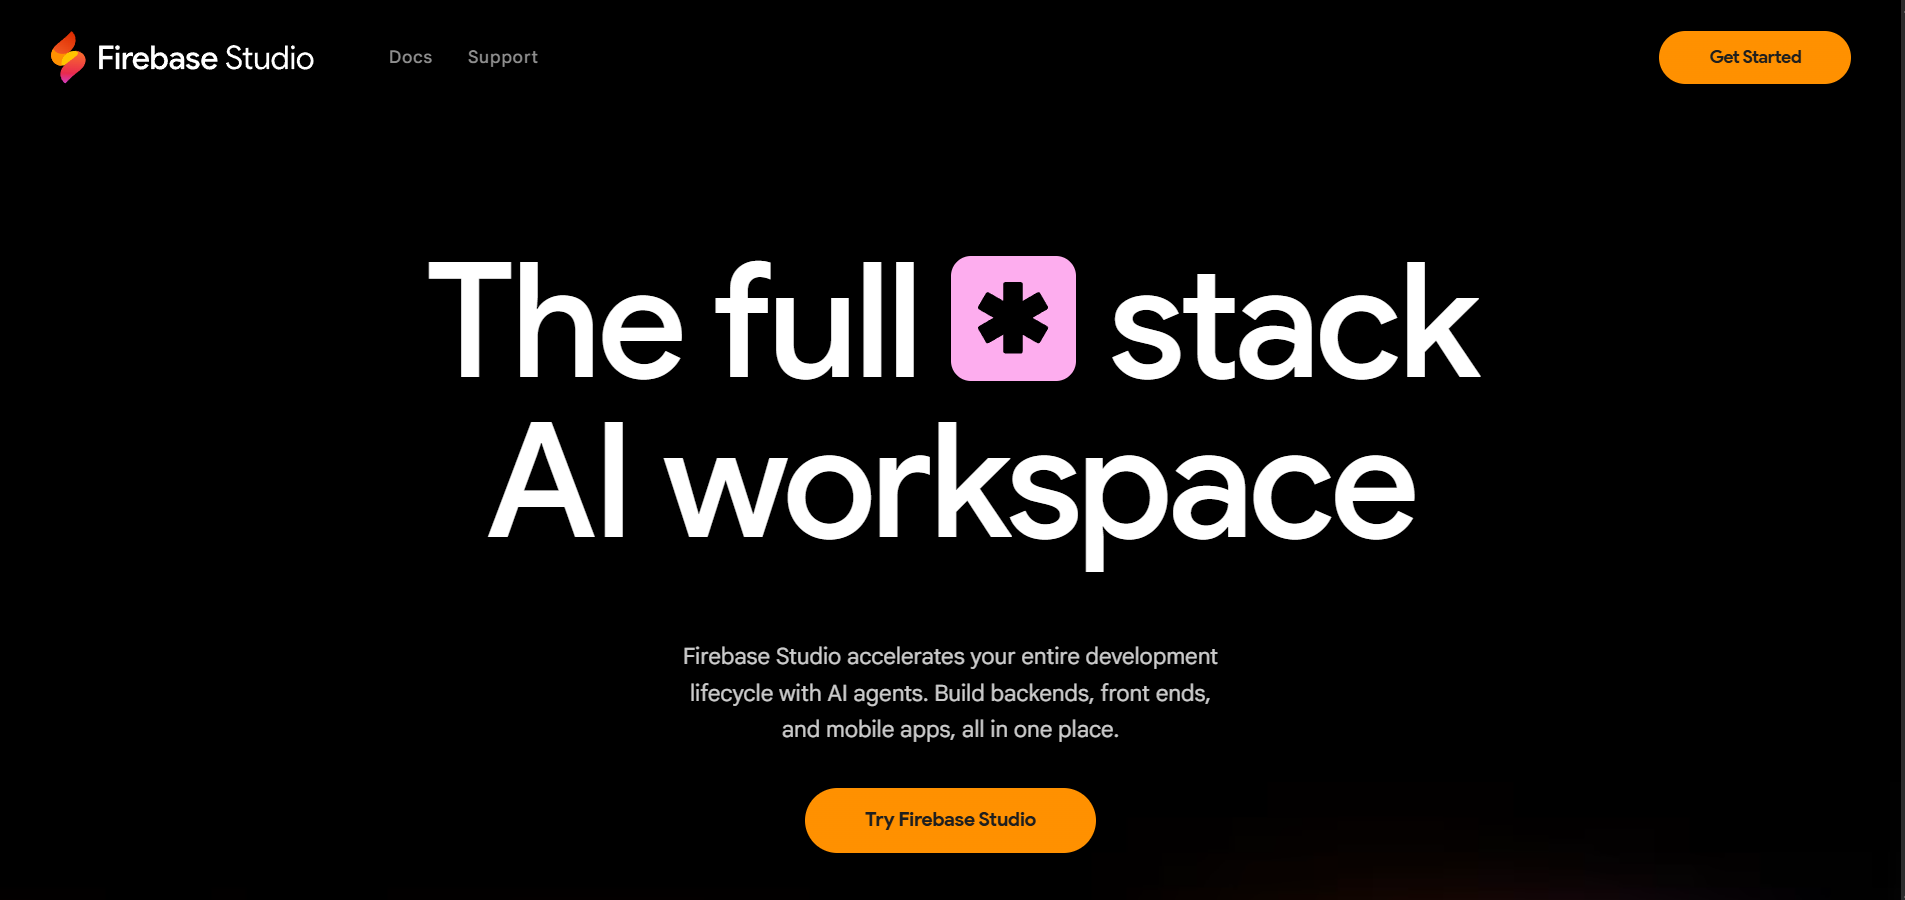 Firebase Studio
Docs
Support
Get Started
The full * stack
AI workspace
Firebase Studio accelerates your entire development
lifecycle with AI agents. Build backends, front ends,
and mobile apps, all in one place.
Try Firebase Studio